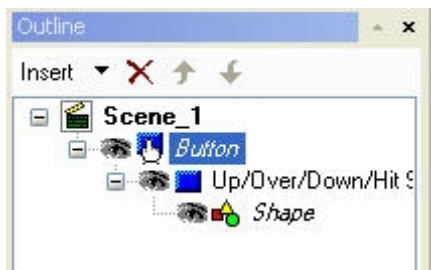 Outline
Insert
Scene_1
Button
Up/Over/Down/Hit S
Shape